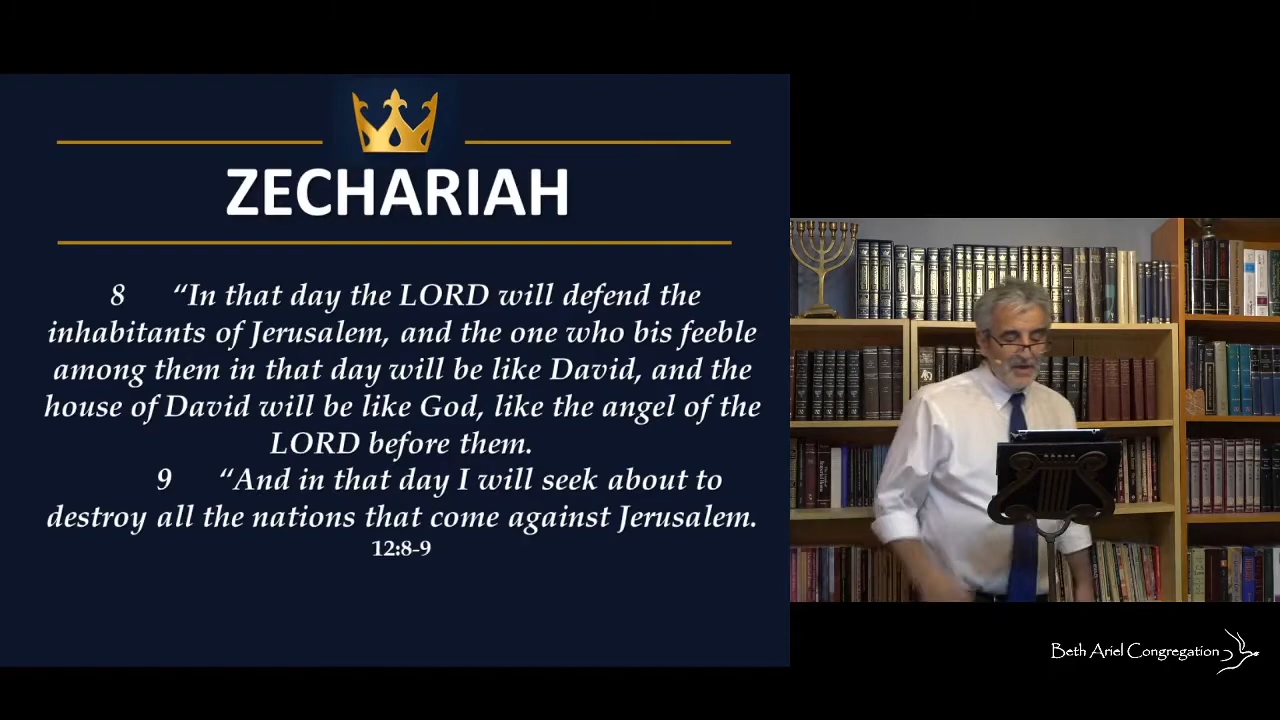 ZECHARIAH
8 “In that day the LORD will defend the
inhabitants of Jerusalem, and the one who bis feeble
among them in that day will be like David, and the
house of David will be like God, like the angel of the
LORD before them.
9 “And in that day I will seek about to
destroy all the nations that come against Jerusalem.
12:8-9
Beth Ariel Congregation